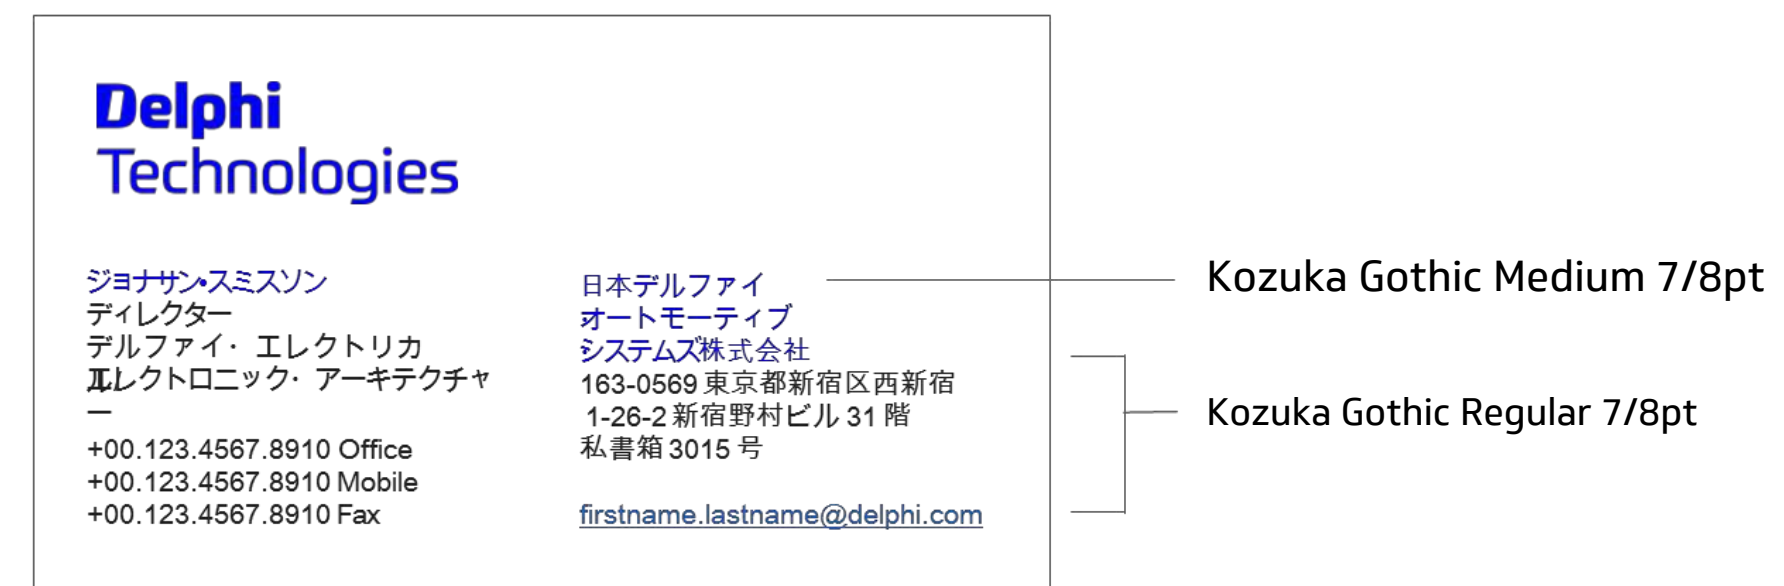 Delphi
Technologies
ジョナサン•スミスソン
ディレクター
デルファイ・ エレクトリカ
エレクトロニック・ アーキテクチャ
ー
+00.123.4567.8910 Office
+00.123.4567.8910 Mobile
+00.123.4567.8910 Fax
日本デルファイ
オートモーティブ
システムズ株式会社
163-0569 東京都新宿区西新宿
1-26-2 新宿野村ビル 31 階
私書箱 3015 号
firstname.lastname@delphi.com
Kozuka Gothic Medium 7/8pt
Kozuka Gothic Regular 7/8pt